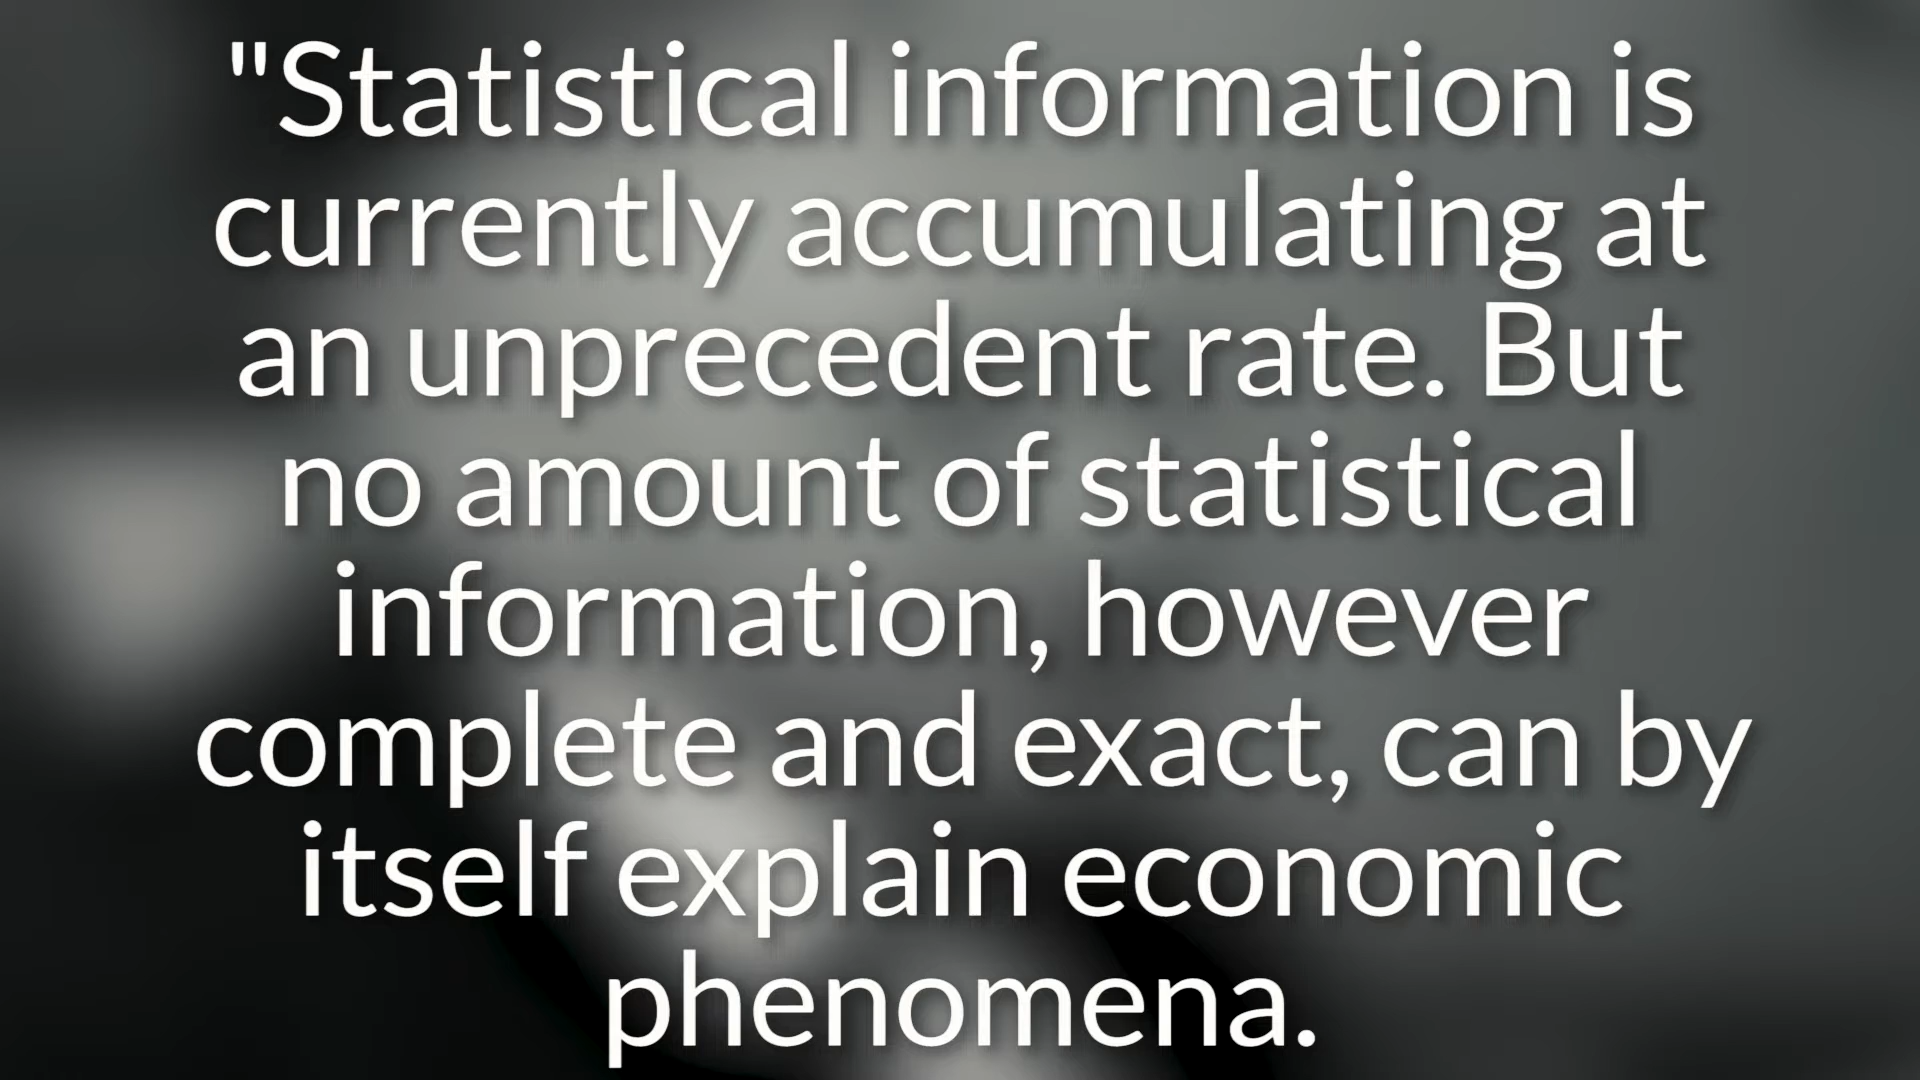 "Statistical information is
currently accumulating at
an unprecedent rate. But
no amount of statistical
information, however
complete and exact, can by
itself explain economic
phenomena.